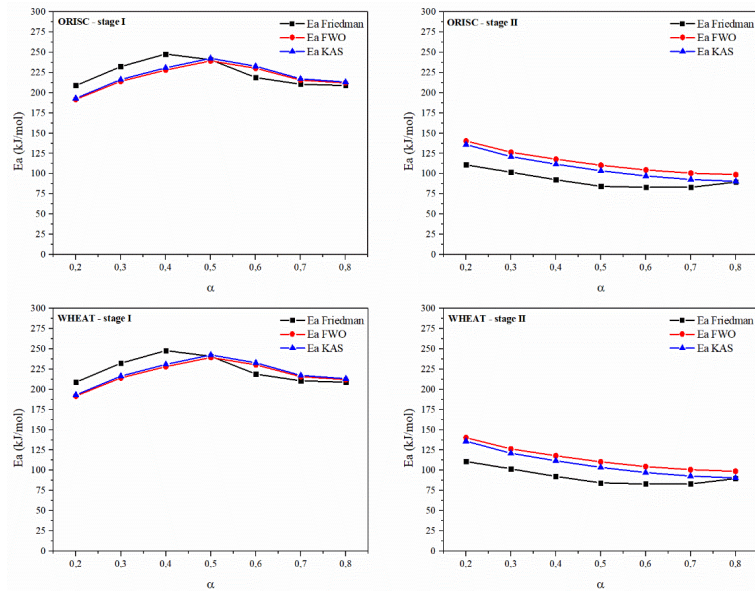 ORISC - stage I
Ea Friedman
Ea FWO
Ea KAS
Ea (kJ/mol)
300
275
250
225
200
175
150
125
100
75
50
25
0
0,2 0,3 0,4 0,5 0,6 0,7 0,8
α
ORISC - stage II
Ea Friedman
Ea FWO
Ea KAS
Ea (kJ/mol)
300
275
250
225
200
175
150
125
100
75
50
25
0
0,2 0,3 0,4 0,5 0,6 0,7 0,8
α
WHEAT - stage I
Ea Friedman
Ea FWO
Ea KAS
Ea (kJ/mol)
300
275
250
225
200
175
150
125
100
75
50
25
0
0,2 0,3 0,4 0,5 0,6 0,7 0,8
α
WHEAT - stage II
Ea Friedman
Ea FWO
Ea KAS
Ea (kJ/mol)
300
275
250
225
200
175
150
125
100
75
50
25
0
0,2 0,3 0,4 0,5 0,6 0,7 0,8
α